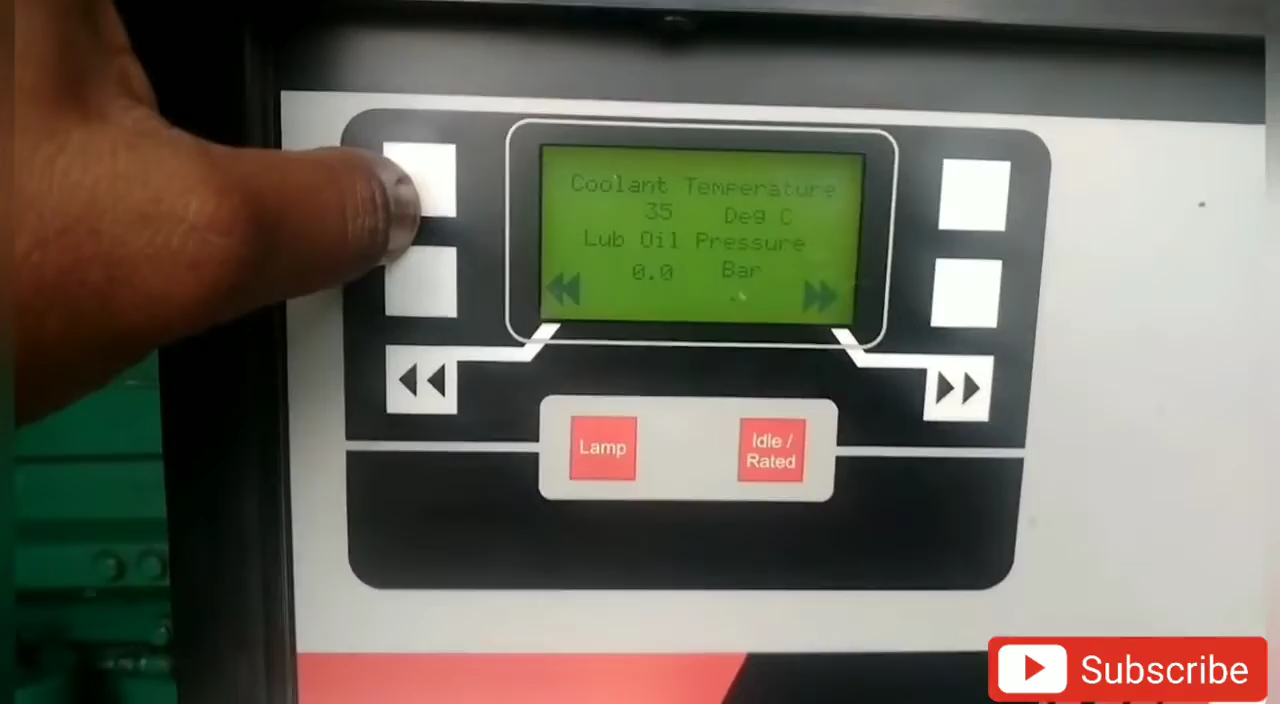 Coolant Temperature
35 Deg C
Lub Oil Pressure
0.0 Bar
Lamp
Idle /
Rated
Subscribe